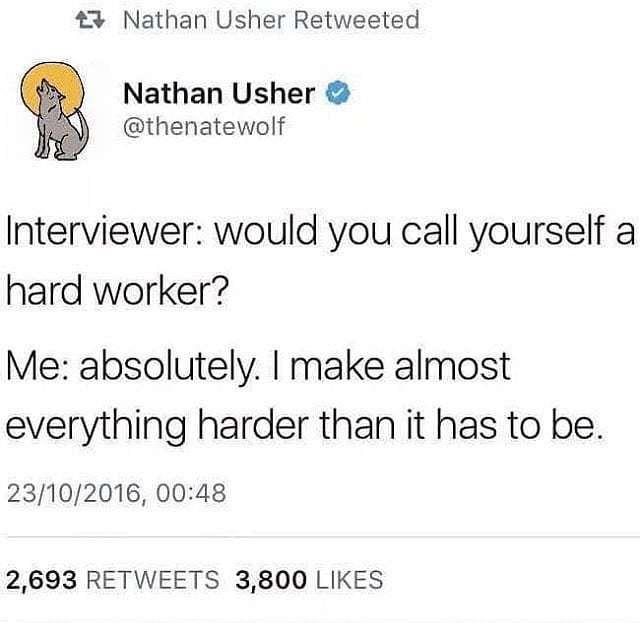 Nathan Usher Retweeted
Nathan Usher
@thenatewolf
Interviewer: would you call yourself a
hard worker?
Me: absolutely. I make almost
everything harder than it has to be.
23/10/2016, 00:48
2,693 RETWEETS 3,800 LIKES